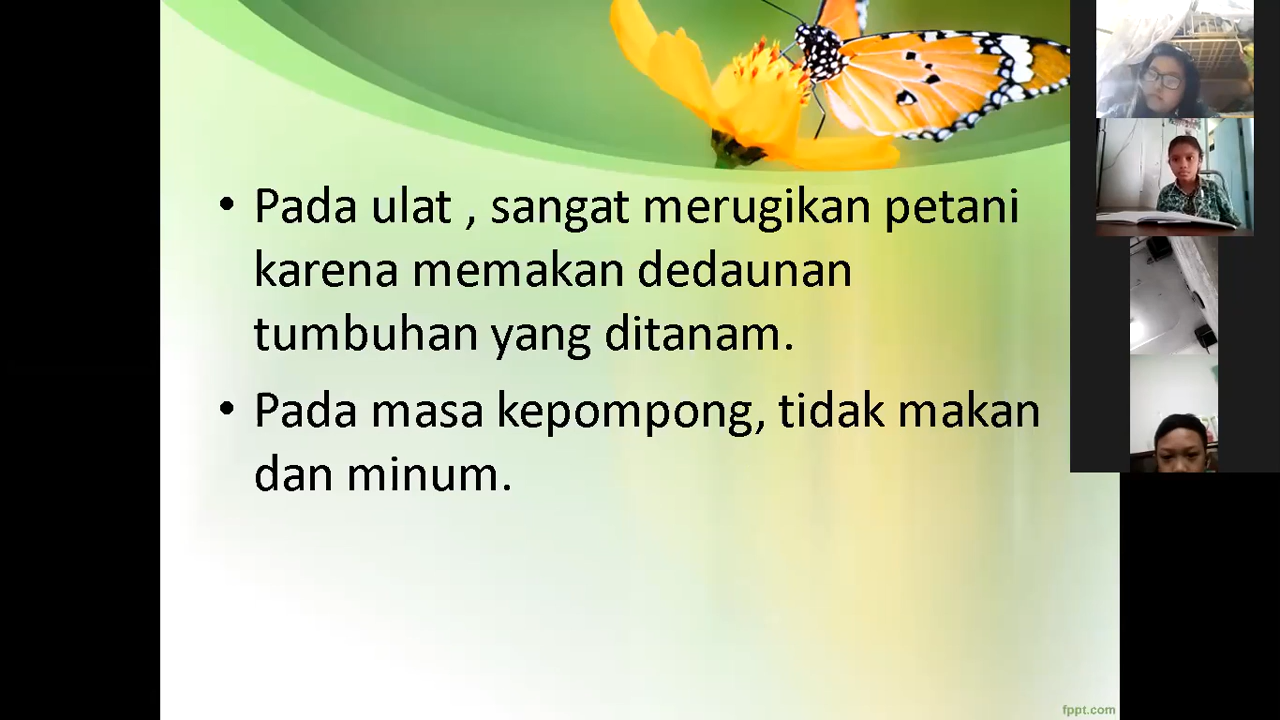 • Pada ulat , sangat merugikan petani
karena memakan dedaunan
tumbuhan yang ditanam.
• Pada masa kepompong, tidak makan
dan minum.
fppt.com